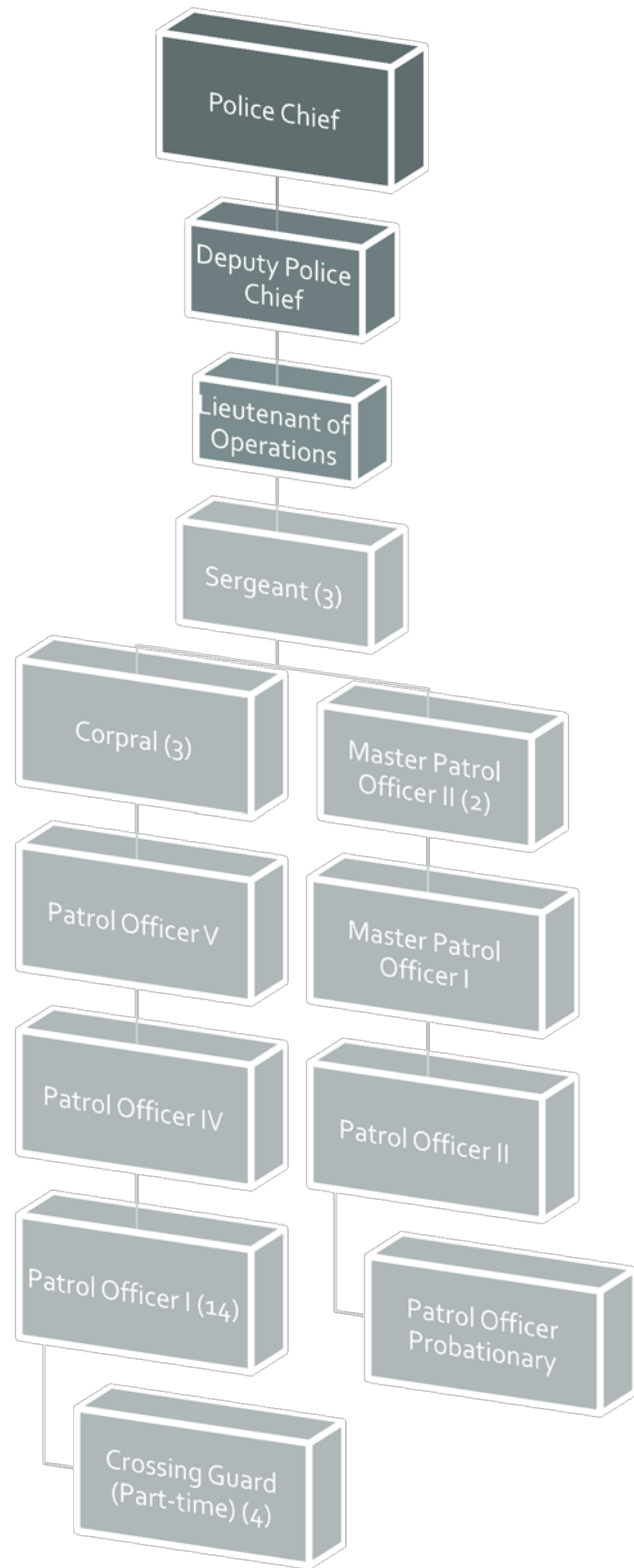 Police Chief
Deputy Police
Chief
Lieutenant of
Operations
Sergeant (3)
Corpral (3)
Master Patrol
Officer II (2)
Patrol Officer V
Master Patrol
Officer I
Patrol Officer IV
Patrol Officer II
Patrol Officer I (14)
Patrol Officer
Probationary
Crossing Guard
(Part-time) (4)